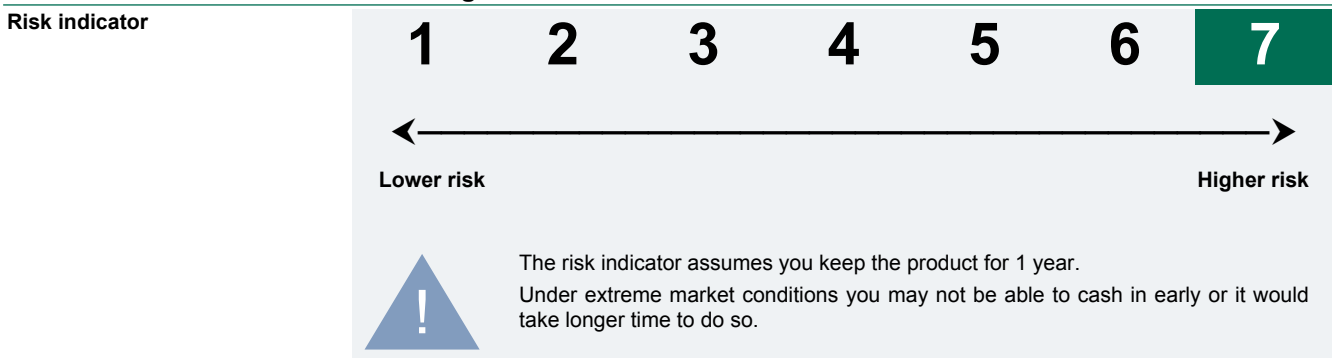 Risk indicator
1 2 3 4 5 6 7
Lower risk Higher risk
!
The risk indicator assumes you keep the product for 1 year.
Under extreme market conditions you may not be able to cash in early or it would
take longer time to do so.